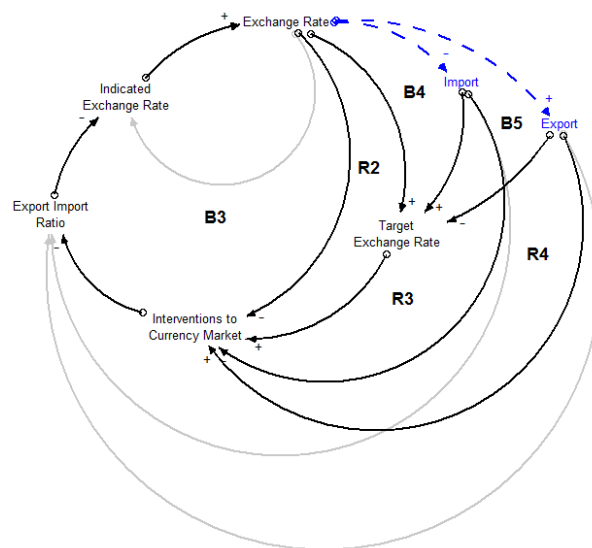 +
Exchange Rate
-
B4
Import
Indicated
Exchange Rate
-
+
B5
Export
R2
B3
Export Import
Ratio
-
+
+
-
Target
Exchange Rate
R4
R3
Interventions to
Currency Market
-
+
+
-